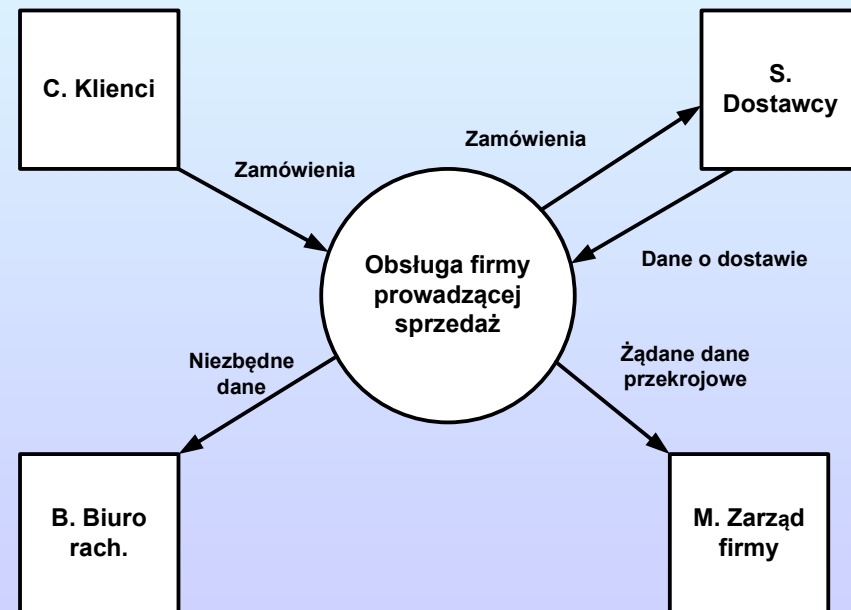 C. Klienci
S.
Dostawcy
Zamówienia
Zamówienia
Obsługa firmy
prowadzącej
sprzedaż
Dane o dostawie
Niezbędne
dane
Żądane dane
przekrojowe
B. Biuro
rach.
M. Zarząd
firmy